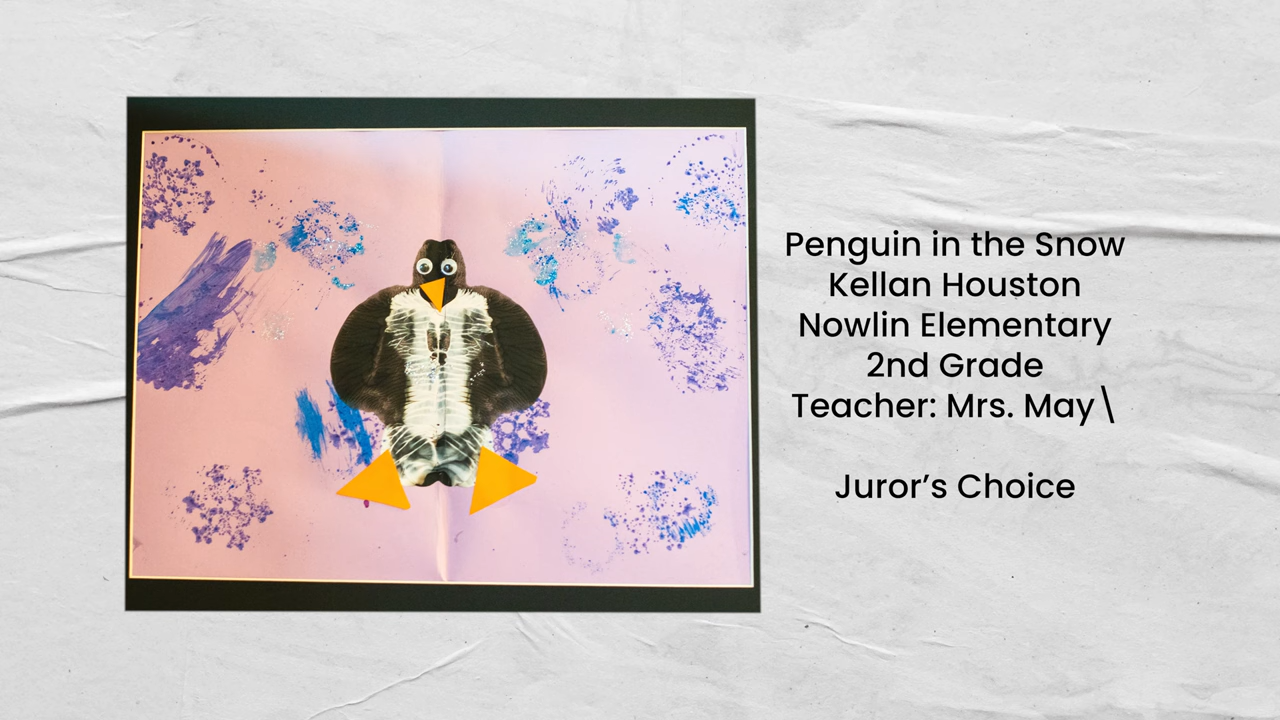 Penguin in the Snow
Kellan Houston
Nowlin Elementary
2nd Grade
Teacher: Mrs. May\
Juror’s Choice